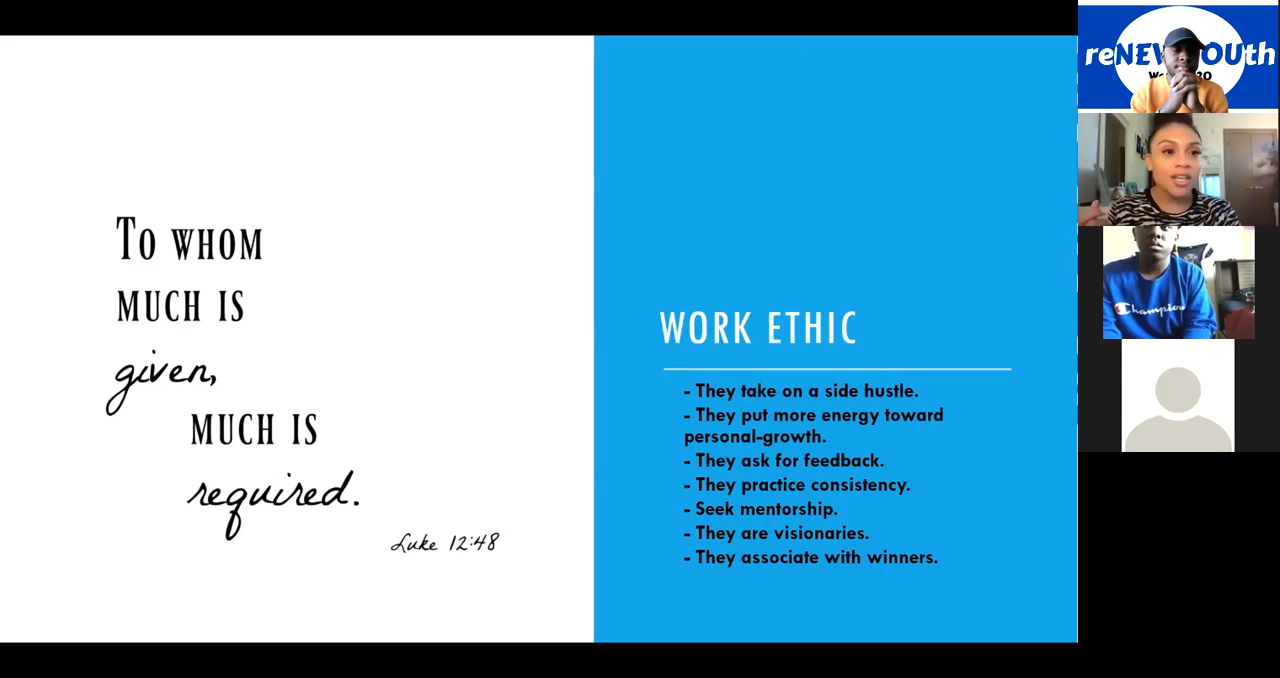 To whom
much is
given,
much is
required.
Luke 12:48
WORK ETHIC
- They take on a side hustle.
- They put more energy toward
personal-growth.
- They ask for feedback.
- They practice consistency.
- Seek mentorship.
- They are visionaries.
- They associate with winners.
Champion